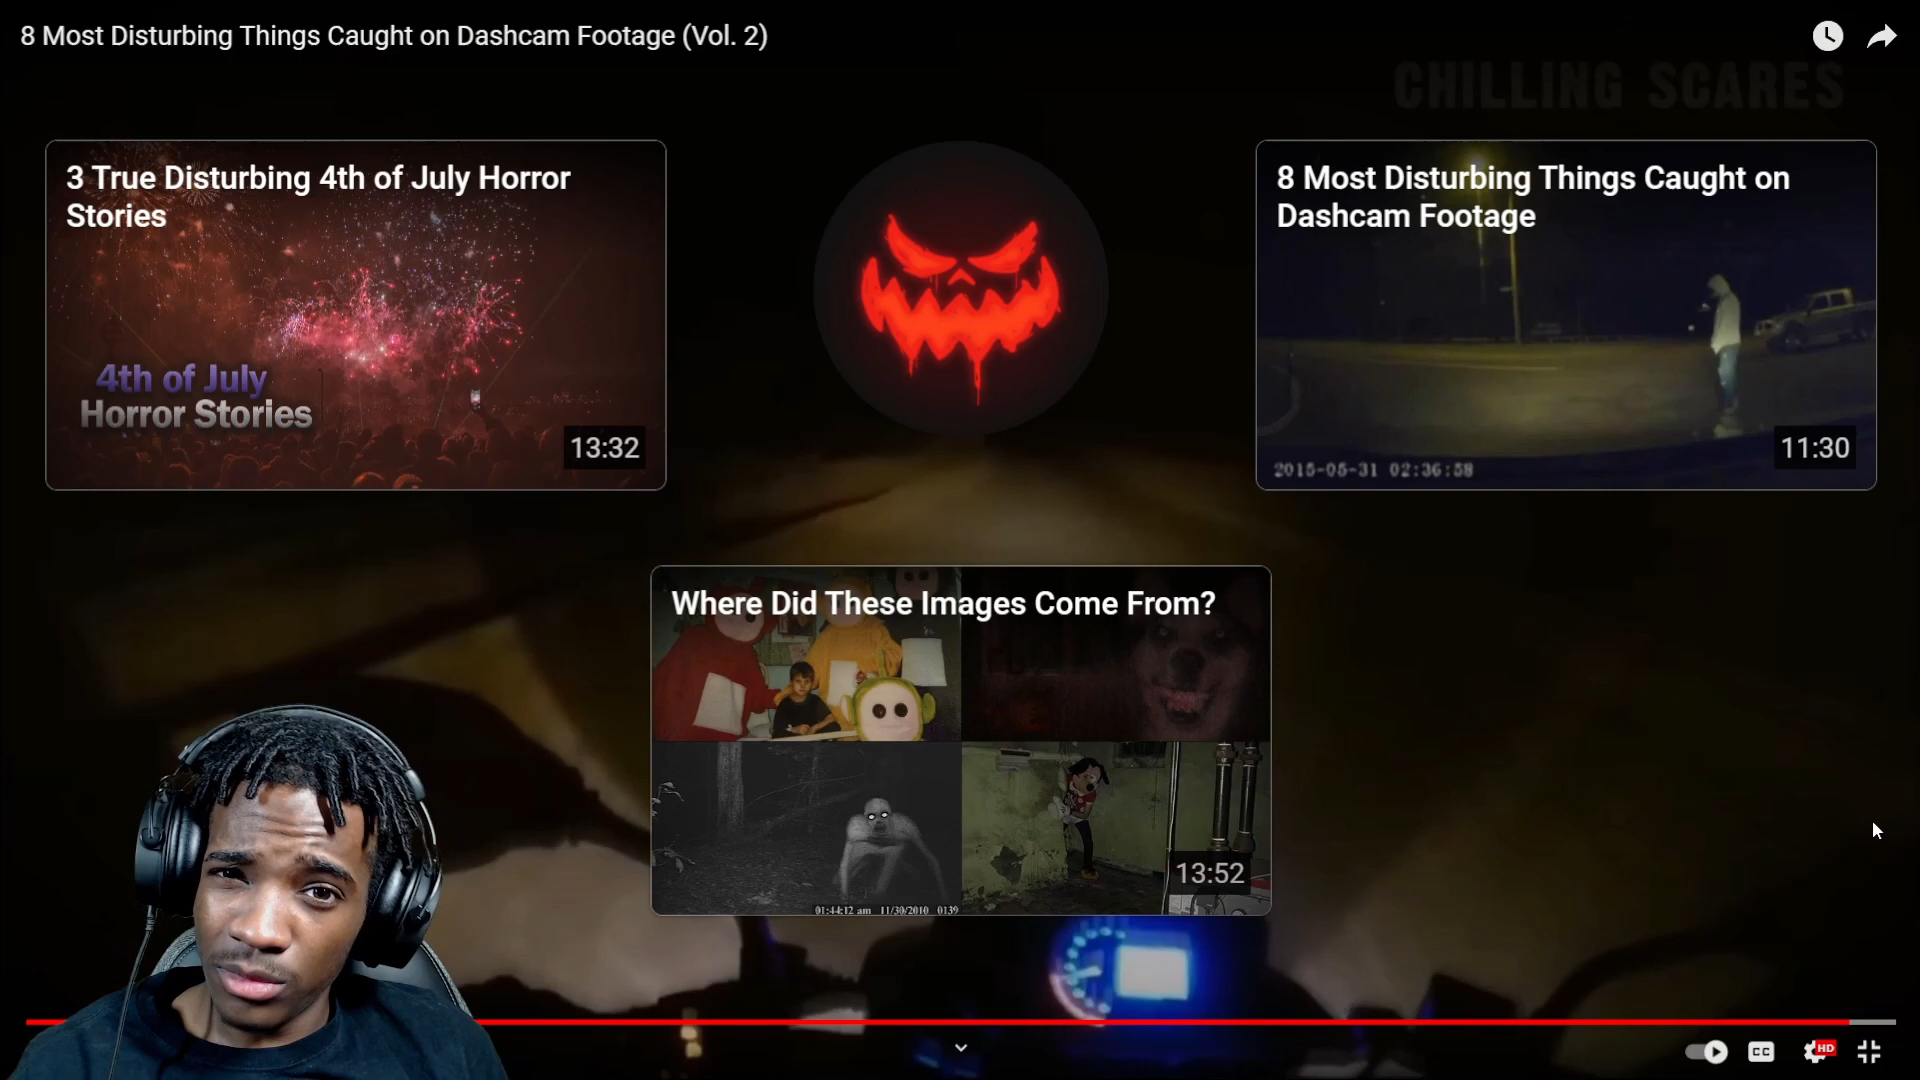 8 Most Disturbing Things Caught on Dashcam Footage (Vol. 2)
CHILLING SCARES
3 True Disturbing 4th of July Horror
Stories
4th of July
Horror Stories
13:32
8 Most Disturbing Things Caught on
Dashcam Footage
11:30
2015-05-31 02:36:58
Where Did These Images Come From?
13:52
01:44:12 am 11/30/2010 0139
CC
HD